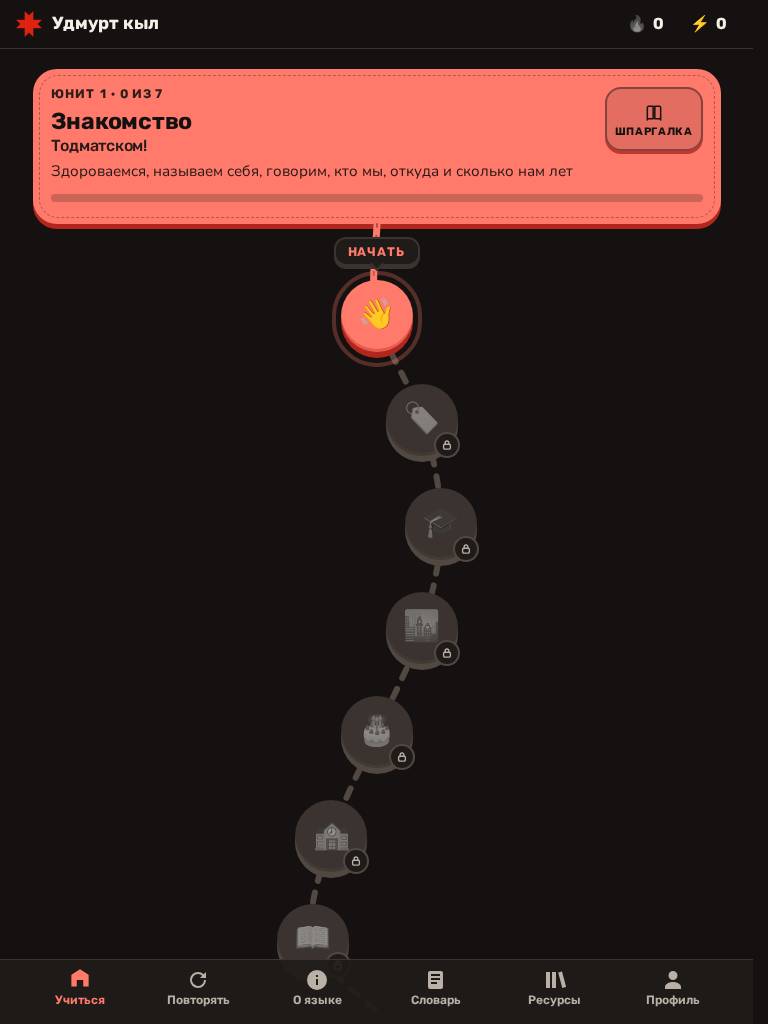 Удмурт кыл
0
0
ЮНИТ 1 • 0 ИЗ 7
Знакомство
Тодматском!
Здороваемся, называем себя, говорим, кто мы, откуда и сколько нам лет
ШПАРГАЛКА
НАЧАТЬ
Учиться
Повторять
О языке
Словарь
Ресурсы
Профиль